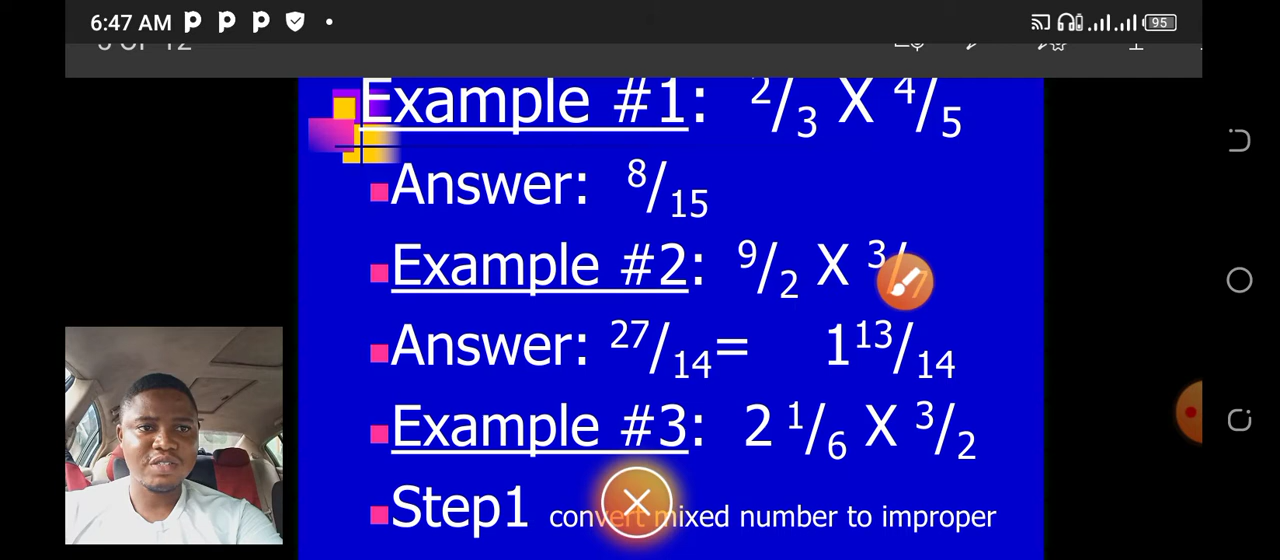 6:47 AM 95
Example #1: 2/3 X 4/5
Answer: 8/15
Example #2: 9/2 X 3/7
Answer: 27/14= 1 13/14
Example #3: 2 1/6 X 3/2
Step1 convert mixed number to improper